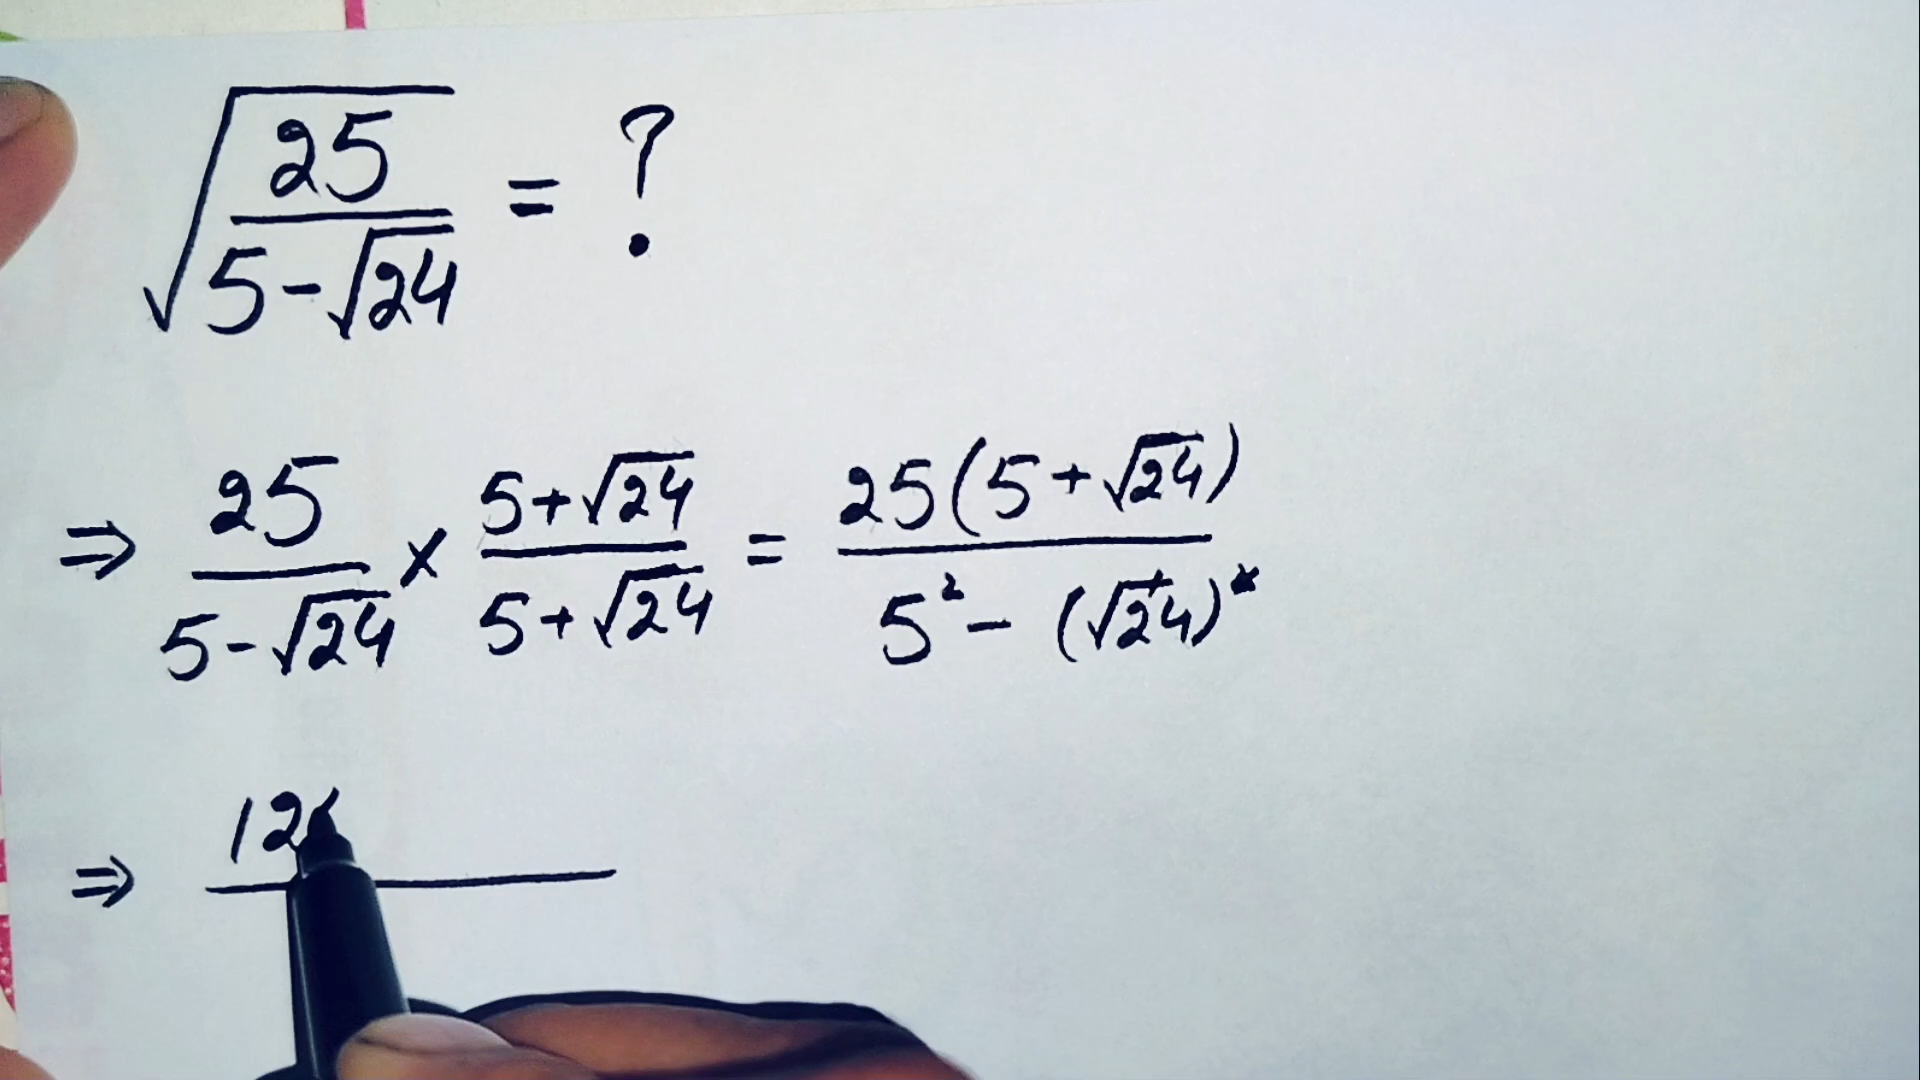 √(25/(5-√24)) = ?
⇒ 25/(5-√24) × (5+√24)/(5+√24) = 25(5+√24)/(5² - (√24)²)
⇒ 12